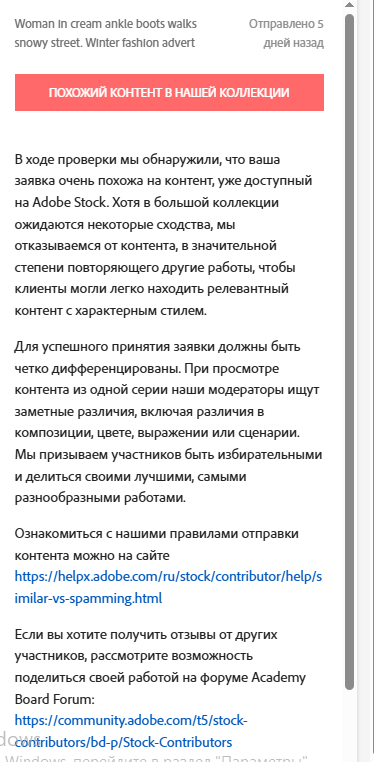 Woman in cream ankle boots walks
snowy street. Winter fashion advert
Отправлено 5
дней назад
ПОХОЖИЙ КОНТЕНТ В НАШЕЙ КОЛЛЕКЦИИ
В ходе проверки мы обнаружили, что ваша
заявка очень похожа на контент, уже доступный
на Adobe Stock. Хотя в большой коллекции
ожидаются некоторые сходства, мы
отказываемся от контента, в значительной
степени повторяющего другие работы, чтобы
клиенты могли легко находить релевантный
контент с характерным стилем.
Для успешного принятия заявки должны быть
четко дифференцированы. При просмотре
контента из одной серии наши модераторы ищут
заметные различия, включая различия в
композиции, цвете, выражении или сценарии.
Мы призываем участников быть избирательными
и делиться своими лучшими, самыми
разнообразными работами.
Ознакомиться с нашими правилами отправки
контента можно на сайте
https://helpx.adobe.com/ru/stock/contributor/help/s
imilar-vs-spamming.html
Если вы хотите получить отзывы от других
участников, рассмотрите возможность
поделиться своей работой на форуме Academy
Board Forum:
https://community.adobe.com/t5/stock-
contributors/bd-p/Stock-Contributors
dows
Windows, перейдите в раздел "Параметры"